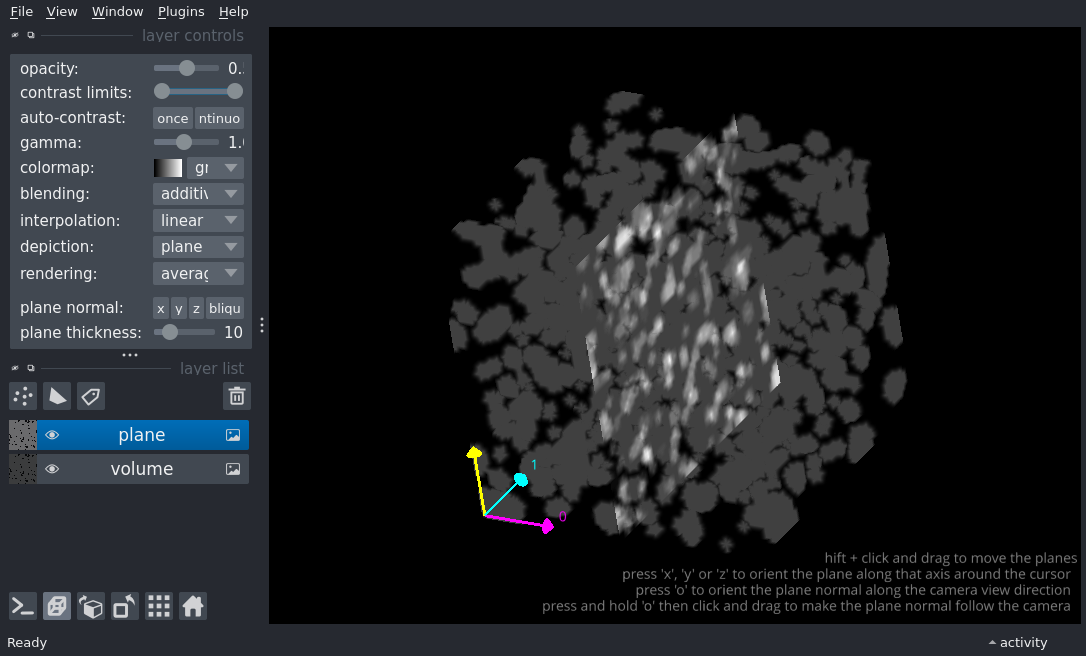 File View Window Plugins Help
layer controls
opacity: 0.
contrast limits:
auto-contrast: once ntinuo
gamma: 1.
colormap: gr
blending: additiv
interpolation: linear
depiction: plane
rendering: averag
plane normal: x y z bliqu
plane thickness: 10
layer list
plane
volume
1
0
hift + click and drag to move the planes
press 'x', 'y' or 'z' to orient the plane along that axis around the cursor
press 'o' to orient the plane normal along the camera view direction
press and hold 'o' then click and drag to make the plane normal follow the camera
Ready activity